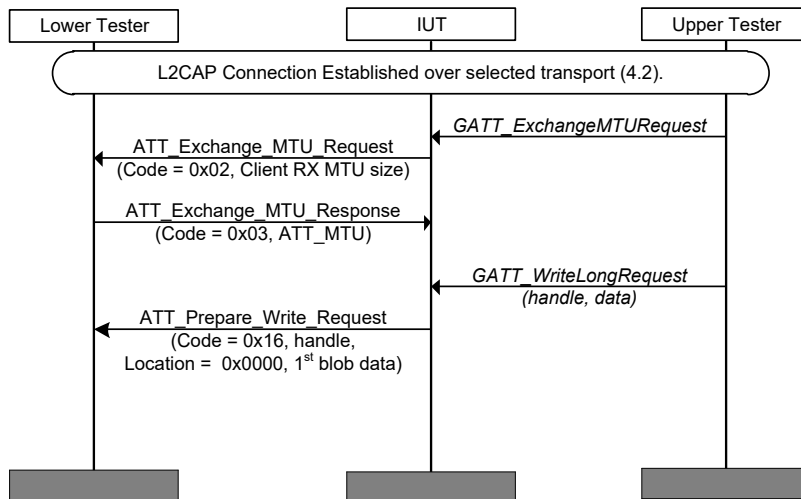 Lower Tester
IUT
Upper Tester
L2CAP Connection Established over selected transport (4.2).
GATT_ExchangeMTURequest
ATT_Exchange_MTU_Request
(Code = 0x02, Client RX MTU size)
ATT_Exchange_MTU_Response
(Code = 0x03, ATT_MTU)
GATT_WriteLongRequest
(handle, data)
ATT_Prepare_Write_Request
(Code = 0x16, handle,
Location = 0x0000, 1st blob data)